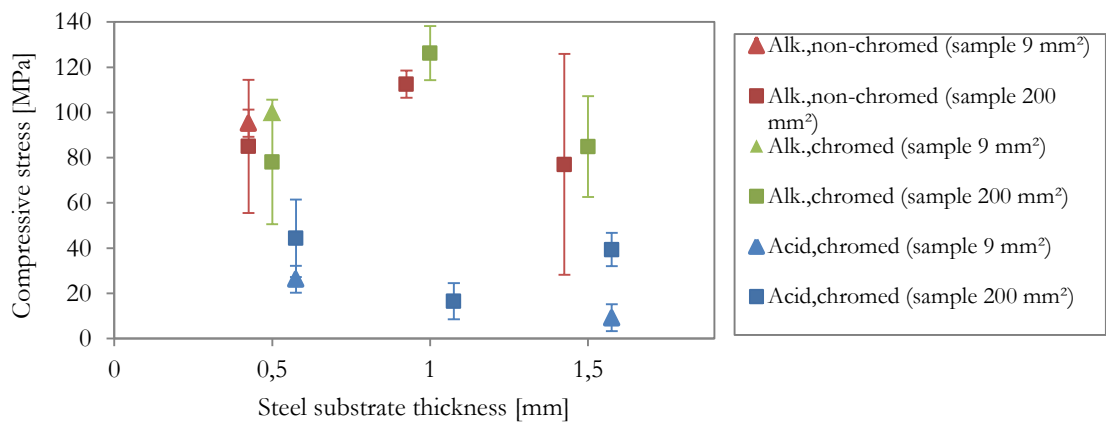 140
120
100
80
60
40
20
0
Compressive stress [MPa]
0
0,5
1
1,5
Steel substrate thickness [mm]
Alk.,non-chromed (sample 9 mm²)
Alk.,non-chromed (sample 200
mm²)
Alk.,chromed (sample 9 mm²)
Alk.,chromed (sample 200 mm²)
Acid,chromed (sample 9 mm²)
Acid,chromed (sample 200 mm²)